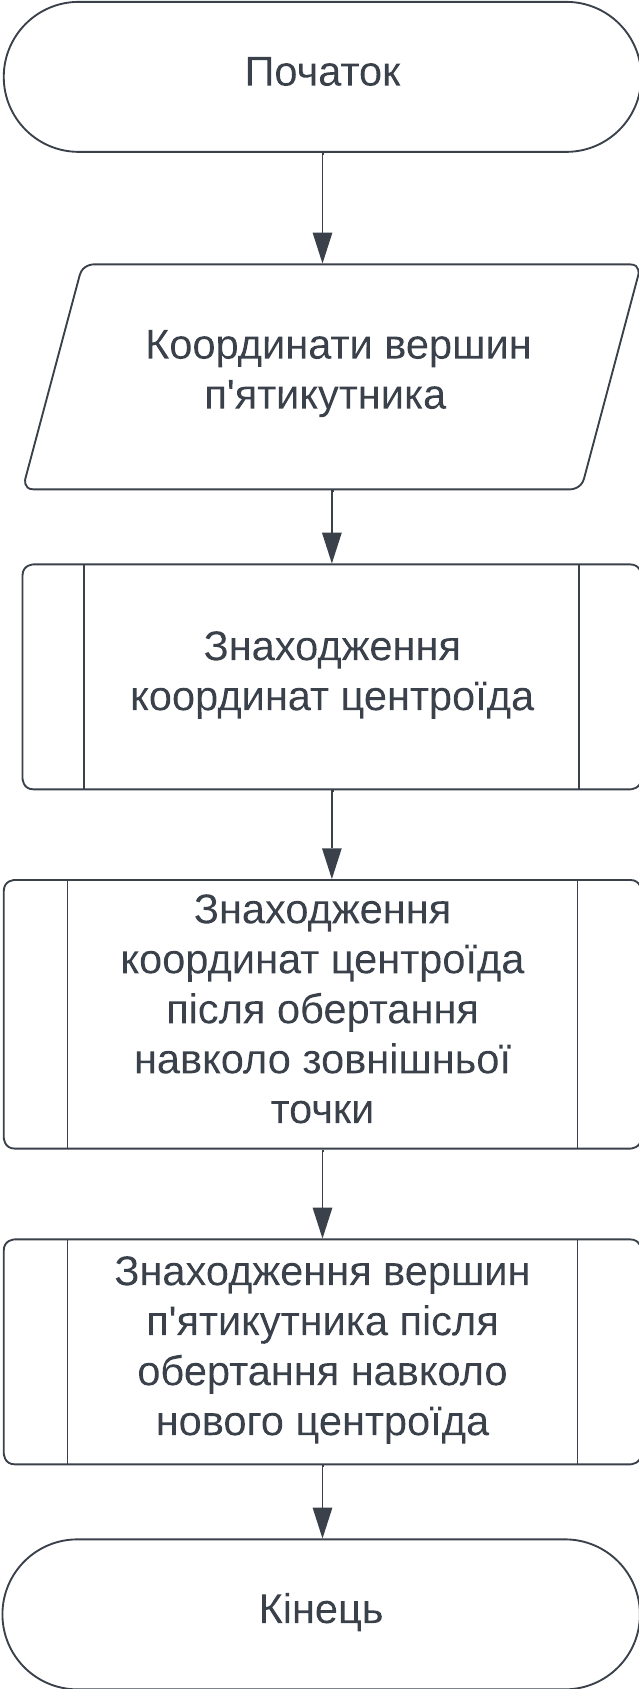 Початок
Координати вершин
п'ятикутника
Знаходження
координат центроїда
Знаходження
координат центроїда
після обертання
навколо зовнішньої
точки
Знаходження вершин
п'ятикутника після
обертання навколо
нового центроїда
Кінець